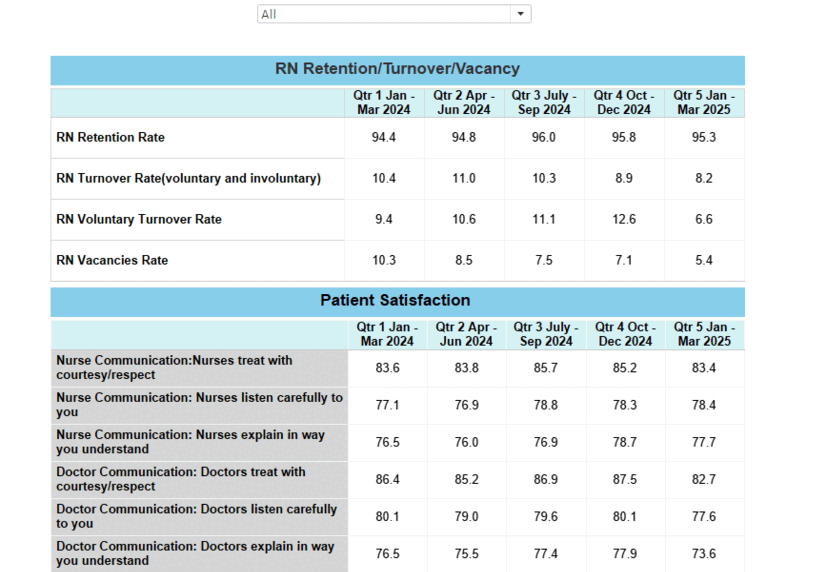 All
RN Retention/Turnover/Vacancy
Qtr 1 Jan - Qtr 2 Apr - Qtr 3 July - Qtr 4 Oct - Qtr 5 Jan -
Mar 2024 Jun 2024 Sep 2024 Dec 2024 Mar 2025
RN Retention Rate 94.4 94.8 96.0 95.8 95.3
RN Turnover Rate(voluntary and involuntary) 10.4 11.0 10.3 8.9 8.2
RN Voluntary Turnover Rate 9.4 10.6 11.1 12.6 6.6
RN Vacancies Rate 10.3 8.5 7.5 7.1 5.4
Patient Satisfaction
Qtr 1 Jan - Qtr 2 Apr - Qtr 3 July - Qtr 4 Oct - Qtr 5 Jan -
Mar 2024 Jun 2024 Sep 2024 Dec 2024 Mar 2025
Nurse Communication:Nurses treat with
courtesy/respect 83.6 83.8 85.7 85.2 83.4
Nurse Communication: Nurses listen carefully to
you 77.1 76.9 78.8 78.3 78.4
Nurse Communication: Nurses explain in way
you understand 76.5 76.0 76.9 78.7 77.7
Doctor Communication: Doctors treat with
courtesy/respect 86.4 85.2 86.9 87.5 82.7
Doctor Communication: Doctors listen carefully
to you 80.1 79.0 79.6 80.1 77.6
Doctor Communication: Doctors explain in way
you understand 76.5 75.5 77.4 77.9 73.6